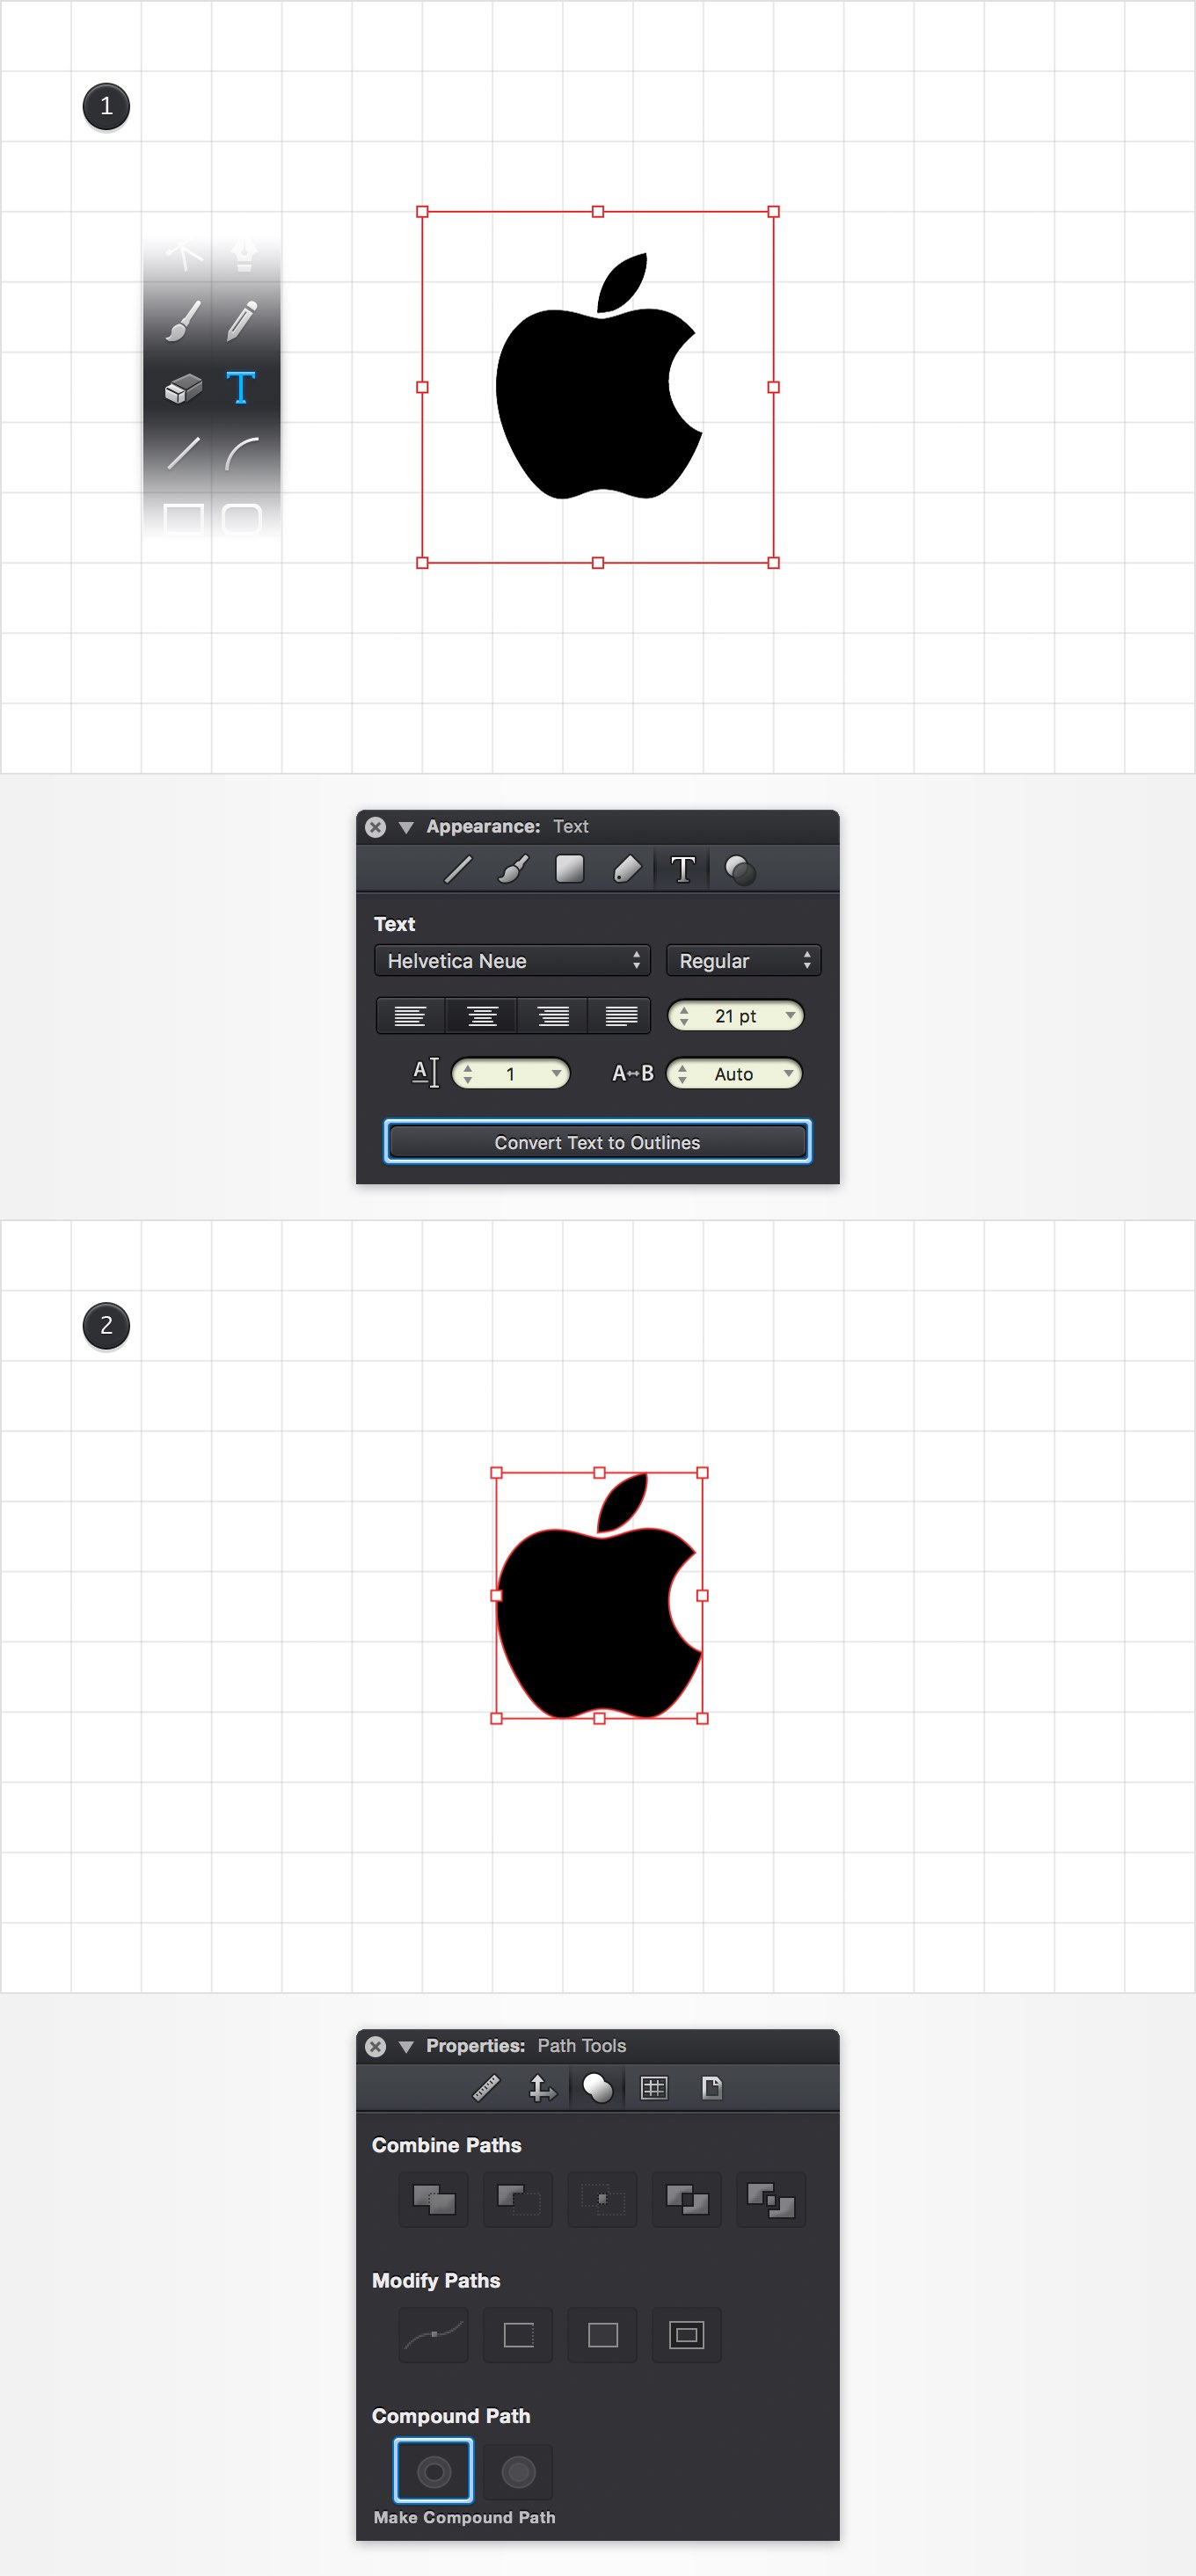 1
T
Appearance: Text
T
Text
Helvetica Neue
Regular
21 pt
A
1
A↔B
Auto
Convert Text to Outlines
2
Properties: Path Tools
Combine Paths
Modify Paths
Compound Path
Make Compound Path